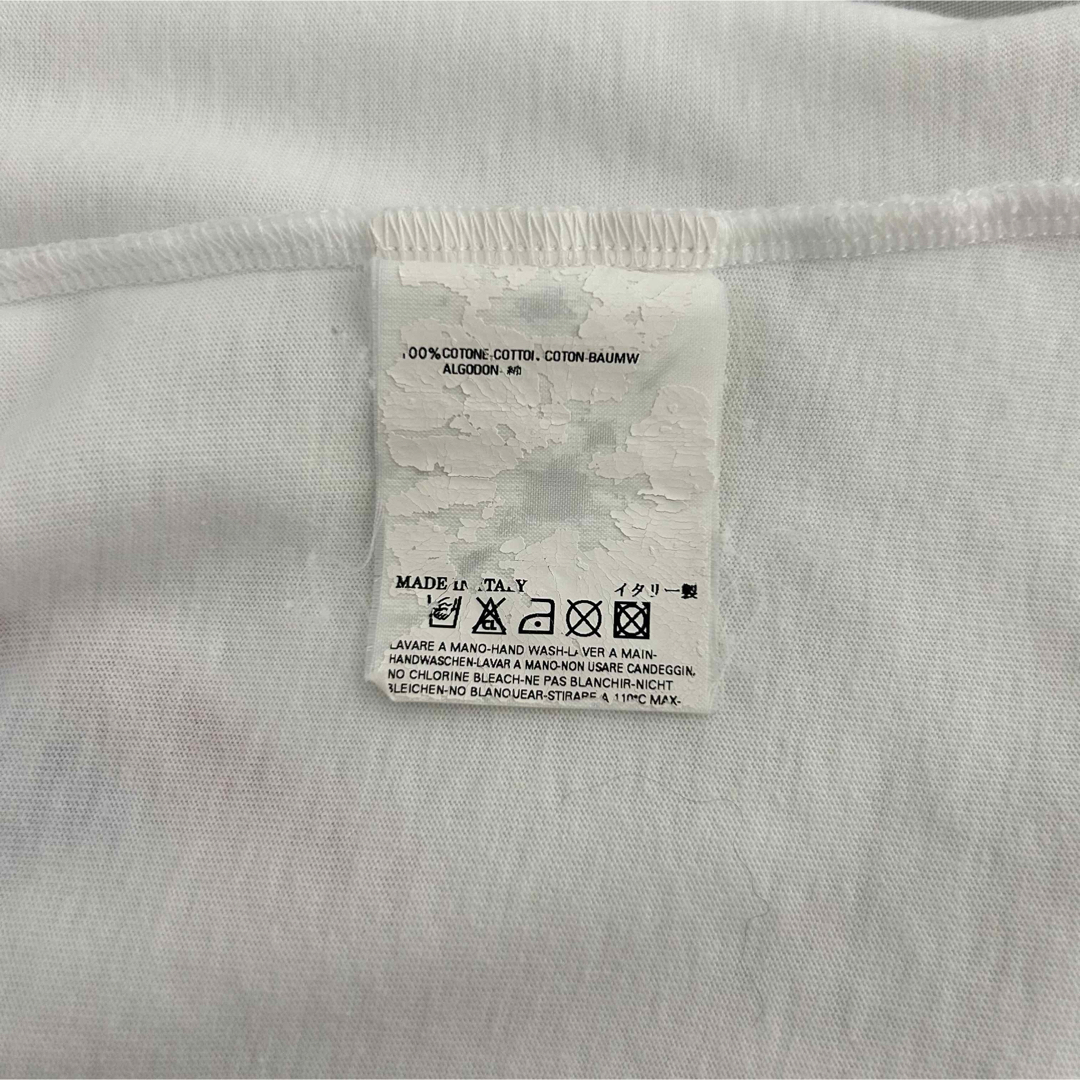 00% COTONE-COTTO. COTON-BAUMW
ALGODON- 綿
MADE IN ITALY イタリー製
LAVARE A MANO-HAND WASH-LAVER A MAIN-
HANDWASCHEN-LAVAR A MANO-NON USARE CANDEGGIN.
NO CHLORINE BLEACH-NE PAS BLANCHIR-NICHT
BLEICHEN-NO BLANQUEAR-STIRARE A 110°C MAX-